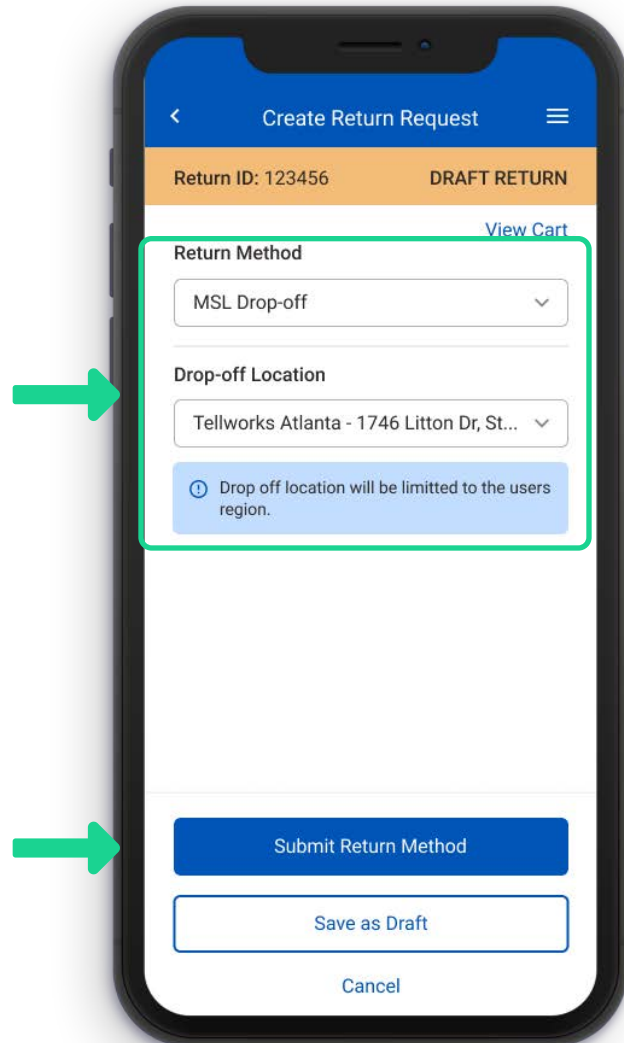 Create Return Request
Return ID: 123456 DRAFT RETURN
View Cart
Return Method
MSL Drop-off
Drop-off Location
Tellworks Atlanta - 1746 Litton Dr, St...
Drop off location will be limitted to the users
region.
Submit Return Method
Save as Draft
Cancel